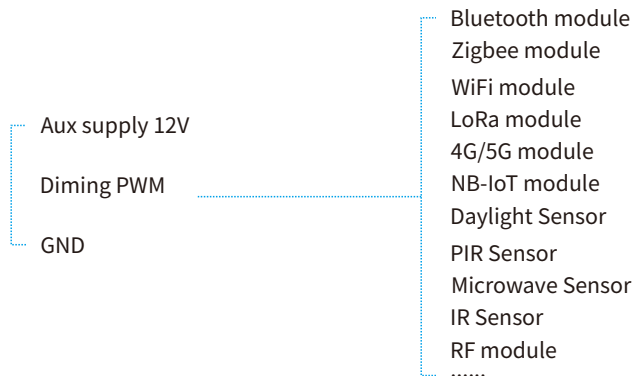 Aux supply 12V
Diming PWM
GND
Bluetooth module
Zigbee module
WiFi module
LoRa module
4G/5G module
NB-IoT module
Daylight Sensor
PIR Sensor
Microwave Sensor
IR Sensor
RF module
......